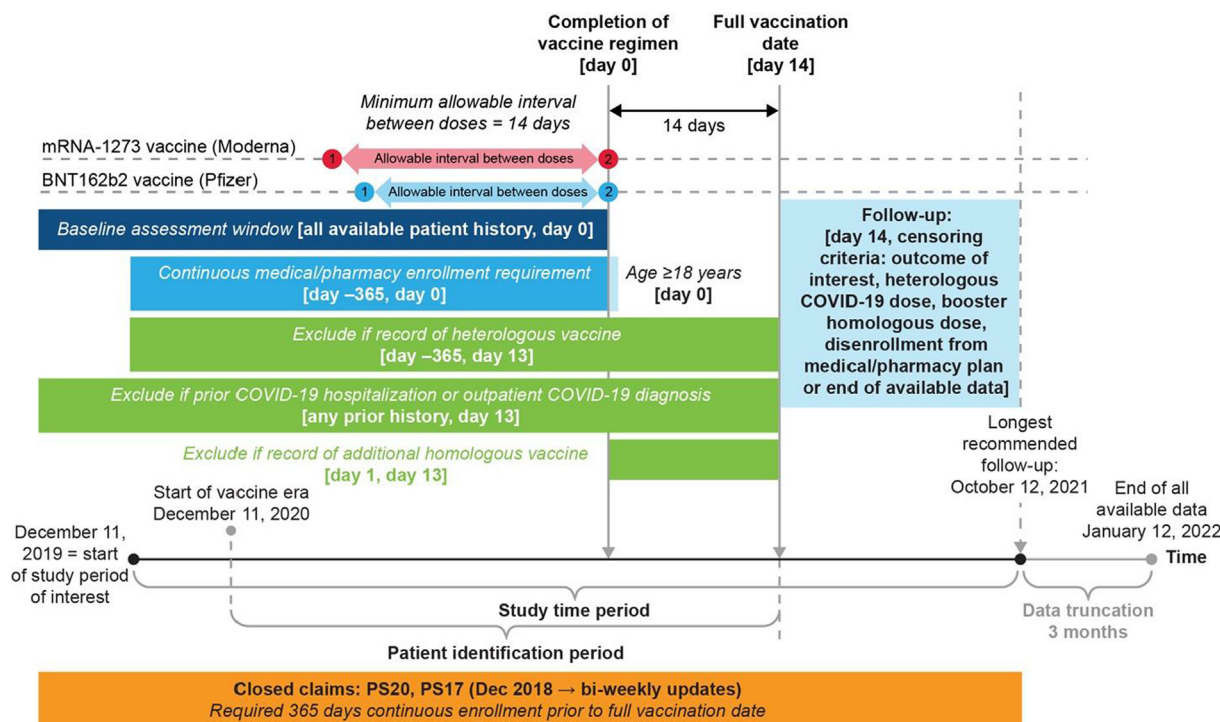 Completion of
vaccine regimen
[day 0]
Full vaccination
date
[day 14]
Minimum allowable interval
between doses = 14 days
14 days
mRNA-1273 vaccine (Moderna)
1
Allowable interval between doses
2
BNT162b2 vaccine (Pfizer)
1
Allowable interval between doses
2
Baseline assessment window [all available patient history, day 0]
Continuous medical/pharmacy enrollment requirement
[day –365, day 0]
Age ≥18 years
[day 0]
Exclude if record of heterologous vaccine
[day –365, day 13]
Exclude if prior COVID-19 hospitalization or outpatient COVID-19 diagnosis
[any prior history, day 13]
Exclude if record of additional homologous vaccine
[day 1, day 13]
Follow-up:
[day 14, censoring
criteria: outcome of
interest, heterologous
COVID-19 dose, booster
homologous dose,
disenrollment from
medical/pharmacy plan
or end of available data]
Longest
recommended
follow-up:
October 12, 2021
End of all
available data
January 12, 2022
Start of vaccine era
December 11, 2020
December 11,
2019 = start
of study period
of interest
Time
Study time period
Data truncation
3 months
Patient identification period
Closed claims: PS20, PS17 (Dec 2018 → bi-weekly updates)
Required 365 days continuous enrollment prior to full vaccination date